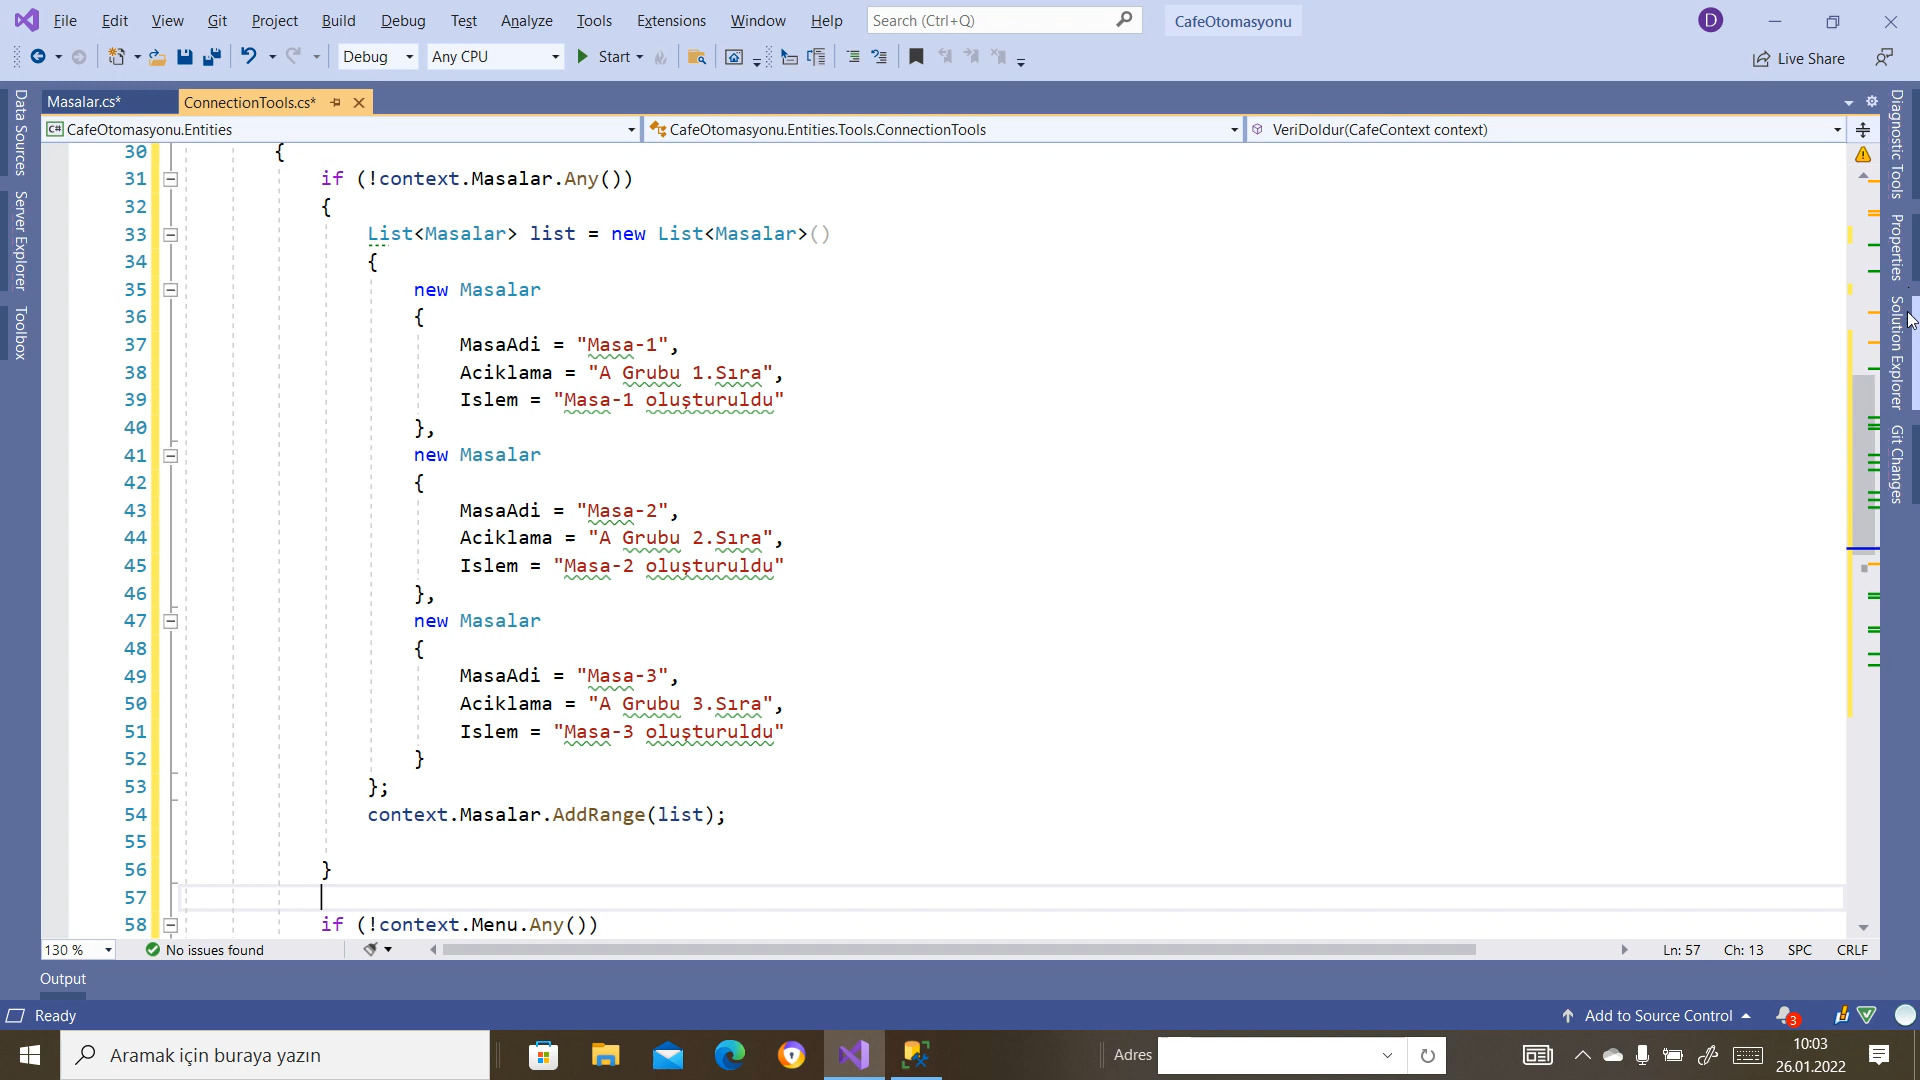 File Edit View Git Project Build Debug Test Analyze Tools Extensions Window Help Search (Ctrl+Q) CafeOtomasyonu D
Debug Any CPU Start Live Share
Masalar.cs* ConnectionTools.cs*
CafeOtomasyonu.Entities CafeOtomasyonu.Entities.Tools.ConnectionTools VeriDoldur(CafeContext context)
Data Sources
Server Explorer
Toolbox
Diagnostic Tools
Properties
Solution Explorer
Git Changes
30 {
31 if (!context.Masalar.Any())
32 {
33 List<Masalar> list = new List<Masalar>()
34 {
35 new Masalar
36 {
37 MasaAdi = "Masa-1",
38 Aciklama = "A Grubu 1.Sıra",
39 Islem = "Masa-1 oluşturuldu"
40 },
41 new Masalar
42 {
43 MasaAdi = "Masa-2",
44 Aciklama = "A Grubu 2.Sıra",
45 Islem = "Masa-2 oluşturuldu"
46 },
47 new Masalar
48 {
49 MasaAdi = "Masa-3",
50 Aciklama = "A Grubu 3.Sıra",
51 Islem = "Masa-3 oluşturuldu"
52 }
53 };
54 context.Masalar.AddRange(list);
55
56 }
57
58 if (!context.Menu.Any())
130 % No issues found Ln: 57 Ch: 13 SPC CRLF
Output
Ready Add to Source Control 3
Aramak için buraya yazın Adres 10:03
26.01.2022